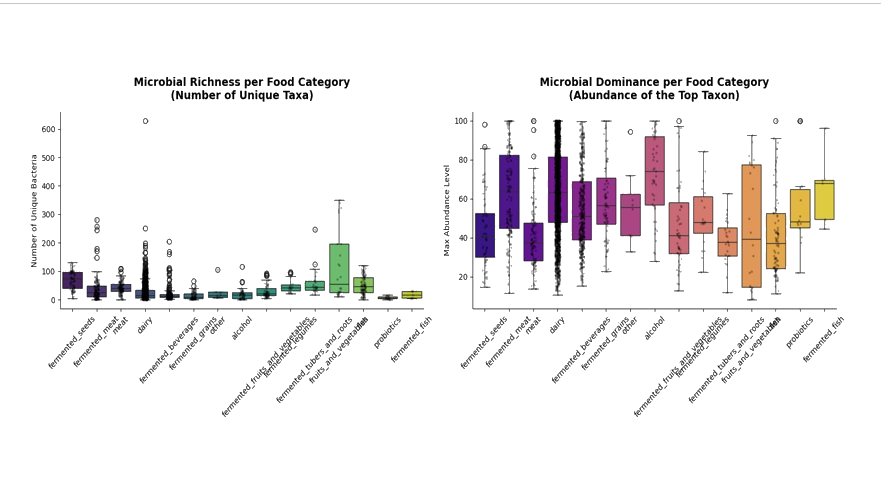 Microbial Richness per Food Category
(Number of Unique Taxa)
Number of Unique Bacteria
600
500
400
300
200
100
0
fermented_seeds
fermented_meat
meat
dairy
fermented_beverages
fermented_grains
other
alcohol
fermented_fruits_and_vegetables
fermented_legumes
fermented_tubers_and_roots
fruits_and_vegetables
fish
probiotics
fermented_fish
Microbial Dominance per Food Category
(Abundance of the Top Taxon)
Max Abundance Level
100
80
60
40
20
fermented_seeds
fermented_meat
meat
dairy
fermented_beverages
fermented_grains
other
alcohol
fermented_fruits_and_vegetables
fermented_legumes
fermented_tubers_and_roots
fruits_and_vegetables
fish
probiotics
fermented_fish